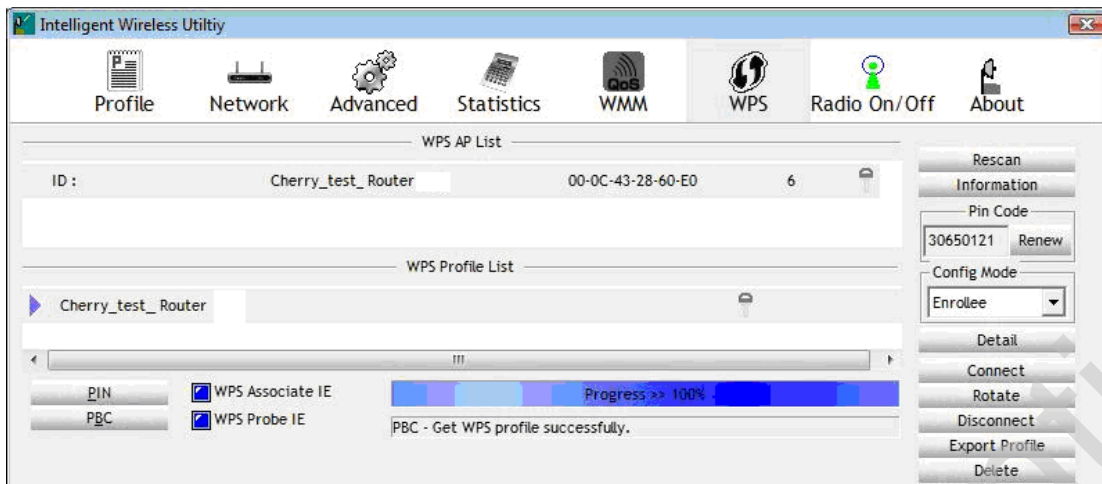 Intelligent Wireless Utiltiy
Profile Network Advanced Statistics QoS WMM WPS Radio On/Off About
WPS AP List
ID : Cherry_test_ Router 00-0C-43-28-60-E0 6
WPS Profile List
Cherry_test_ Router
PIN
PBC
WPS Associate IE
WPS Probe IE
Progress >> 100%
PBC - Get WPS profile successfully.
Rescan
Information
Pin Code
30650121 Renew
Config Mode
Enrollee
Detail
Connect
Rotate
Disconnect
Export Profile
Delete